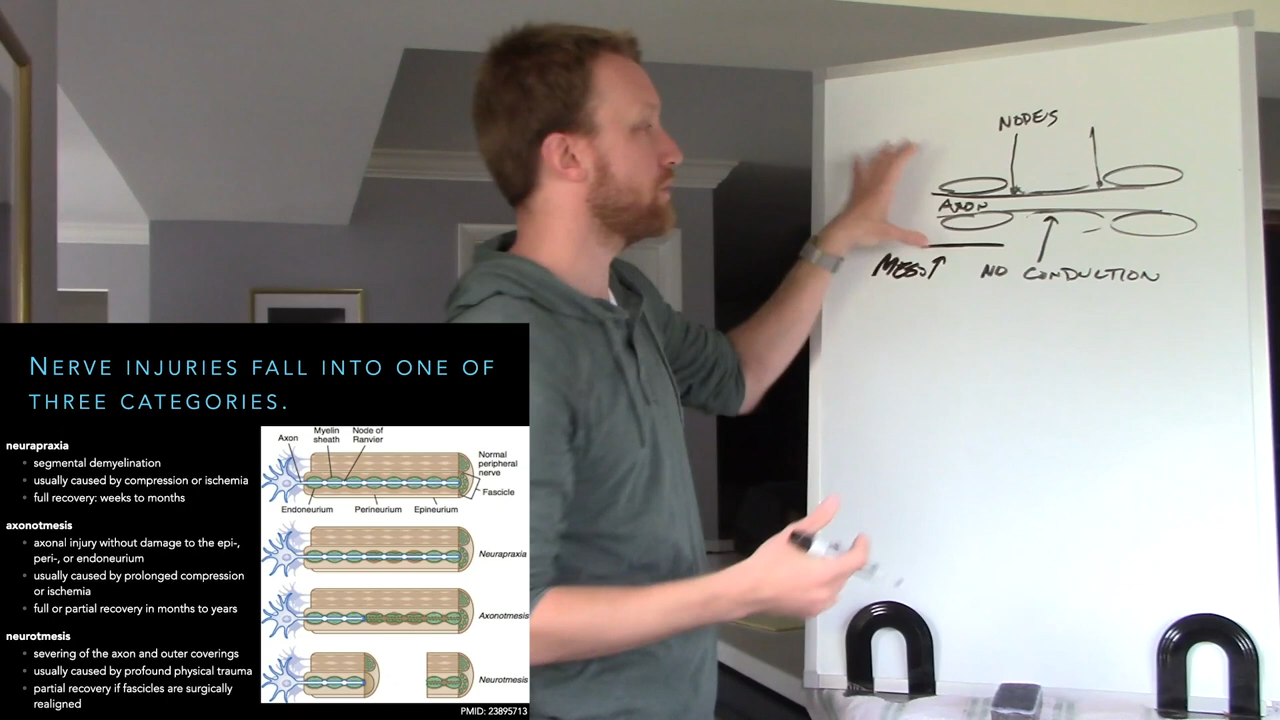 NODES
AXON
MEGS↑ NO CONDUCTION
NERVE INJURIES FALL INTO ONE OF
THREE CATEGORIES.
neurapraxia
segmental demyelination
usually caused by compression or ischemia
full recovery: weeks to months
axonotmesis
axonal injury without damage to the epi-,
peri-, or endoneurium
usually caused by prolonged compression
or ischemia
full or partial recovery in months to years
neurotmesis
severing of the axon and outer coverings
usually caused by profound physical trauma
partial recovery if fascicles are surgically
realigned
Axon
Myelin
sheath
Node of
Ranvier
Normal
peripheral
nerve
Fascicle
Endoneurium
Perineurium
Epineurium
Neurapraxia
Axonotmesis
Neurotmesis
PMID: 23895713